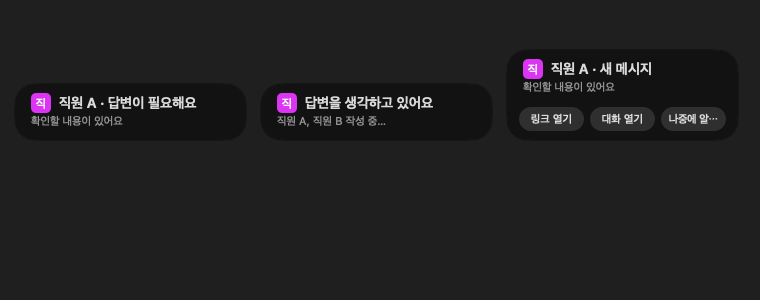 직 직원 A · 답변이 필요해요
확인할 내용이 있어요
직 답변을 생각하고 있어요
직원 A, 직원 B 작성 중...
직 직원 A · 새 메시지
확인할 내용이 있어요
링크 열기 대화 열기 나중에 알…